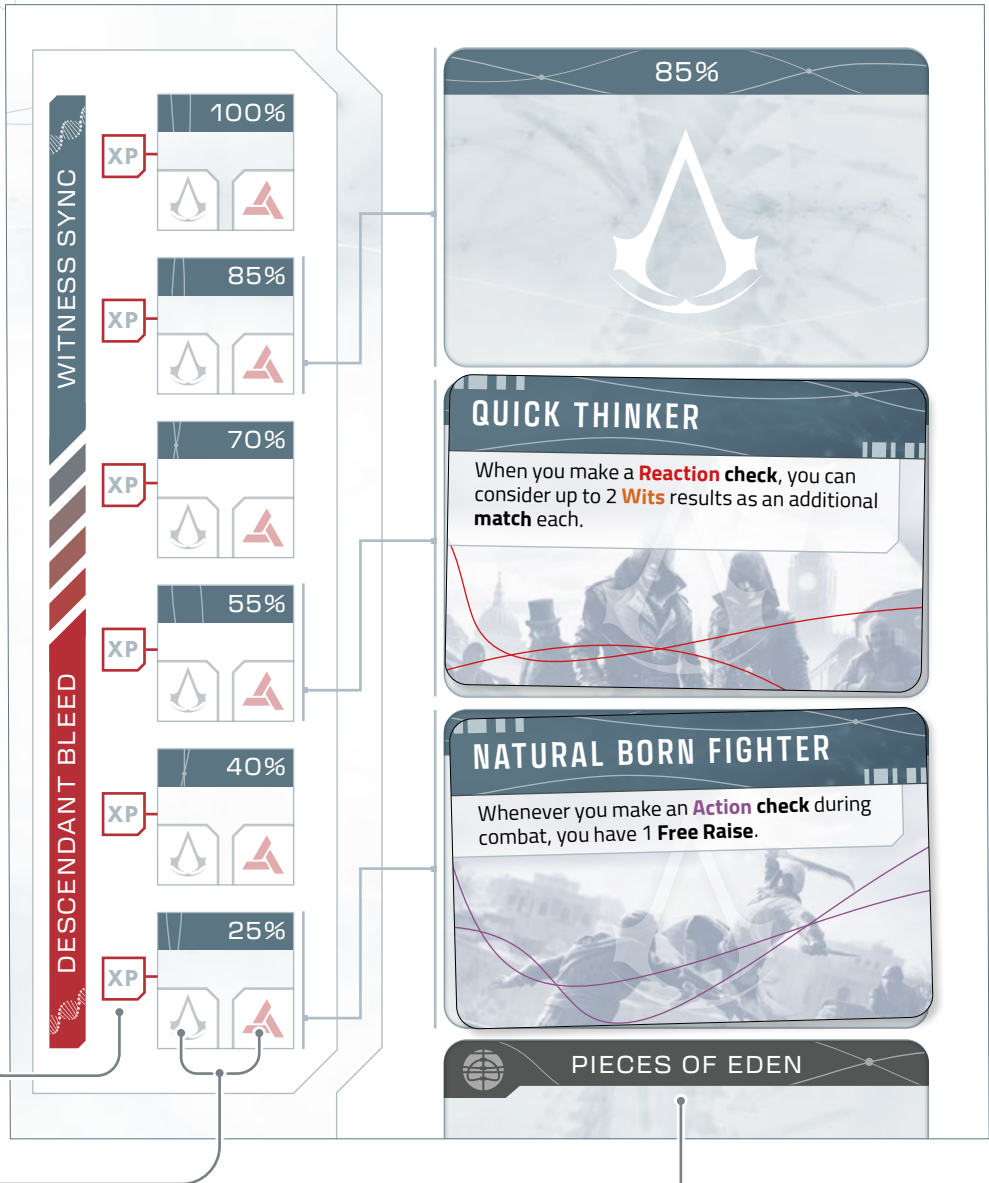 WITNESS SYNC
DESCENDANT BLEED
100%
XP
85%
XP
70%
XP
55%
XP
40%
XP
25%
XP
85%
QUICK THINKER
When you make a Reaction check, you can
consider up to 2 Wits results as an additional
match each.
NATURAL BORN FIGHTER
Whenever you make an Action check during
combat, you have 1 Free Raise.
PIECES OF EDEN